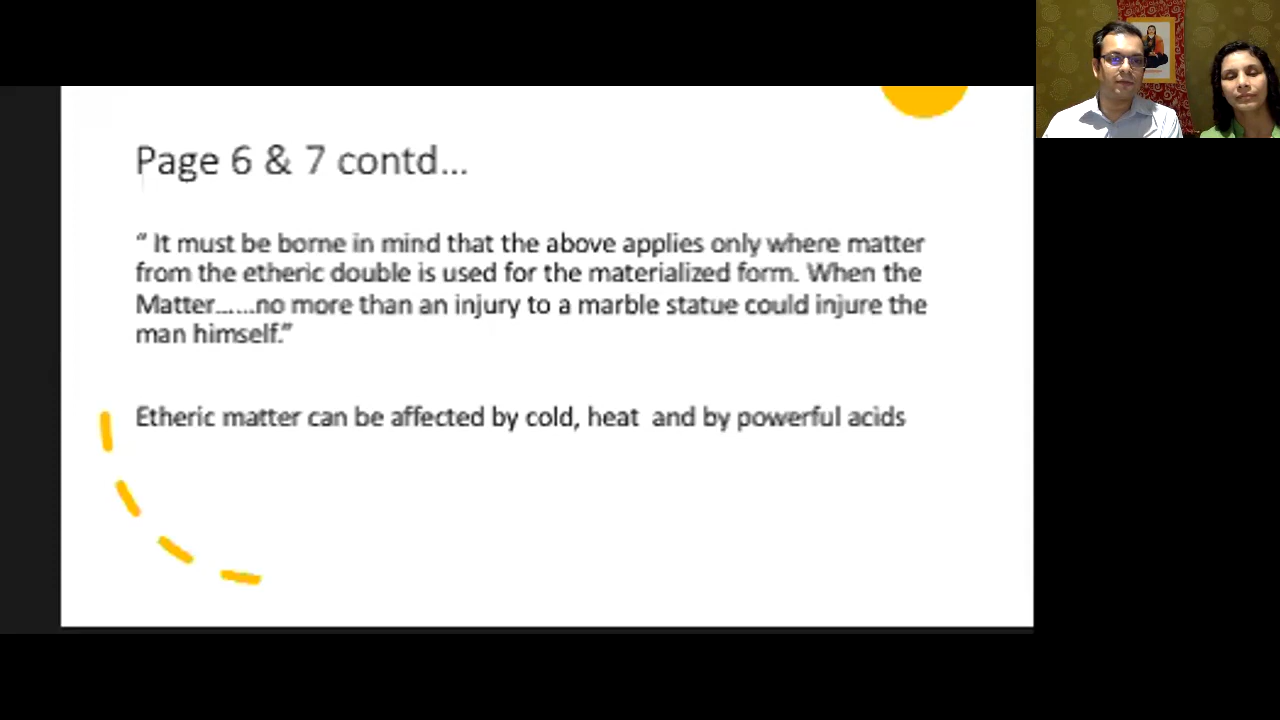 Page 6 & 7 contd...
“ It must be borne in mind that the above applies only where matter
from the etheric double is used for the materialized form. When the
Matter......no more than an injury to a marble statue could injure the
man himself.”
Etheric matter can be affected by cold, heat and by powerful acids